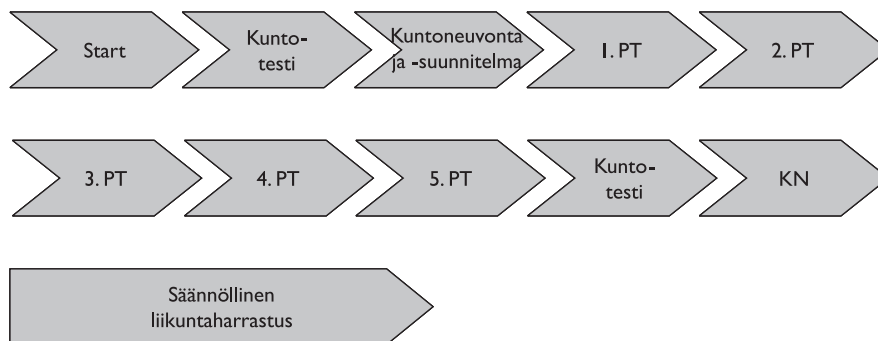 Start
Kunto-
testi
Kuntoneuvonta
ja -suunnitelma
1. PT
2. PT
3. PT
4. PT
5. PT
Kunto-
testi
KN
Säännöllinen
liikuntaharrastus